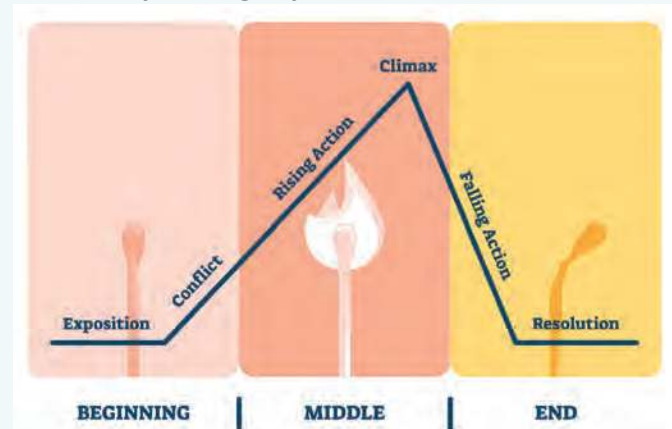 Climax
Rising Action
Falling Action
Conflict
Exposition
Resolution
BEGINNING
MIDDLE
END